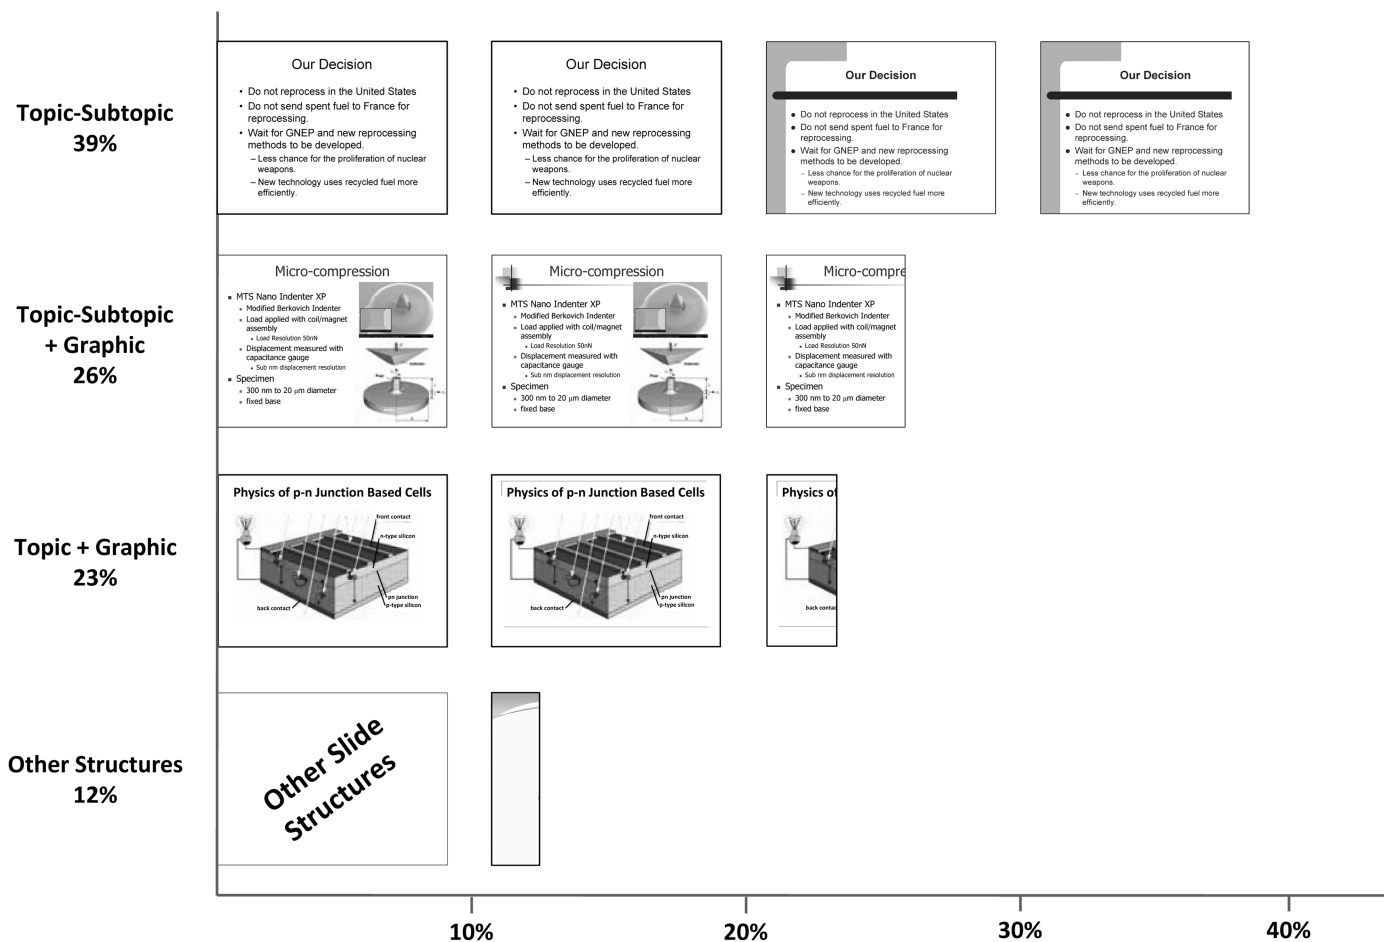 Topic-Subtopic
39%
Our Decision
• Do not reprocess in the United States
• Do not send spent fuel to France for
reprocessing.
• Wait for GNEP and new reprocessing
methods to be developed.
– Less chance for the proliferation of nuclear
weapons.
– New technology uses recycled fuel more
efficiently.
Our Decision
• Do not reprocess in the United States
• Do not send spent fuel to France for
reprocessing.
• Wait for GNEP and new reprocessing
methods to be developed.
– Less chance for the proliferation of nuclear
weapons.
– New technology uses recycled fuel more
efficiently.
Our Decision
• Do not reprocess in the United States
• Do not send spent fuel to France for
reprocessing.
• Wait for GNEP and new reprocessing
methods to be developed.
– Less chance for the proliferation of nuclear
weapons.
– New technology uses recycled fuel more
efficiently.
Our Decision
• Do not reprocess in the United States
• Do not send spent fuel to France for
reprocessing.
• Wait for GNEP and new reprocessing
methods to be developed.
– Less chance for the proliferation of nuclear
weapons.
– New technology uses recycled fuel more
efficiently.
Topic-Subtopic
+ Graphic
26%
Micro-compression
MTS Nano Indenter XP
Modified Berkovich Indenter
Load applied with coil/magnet
assembly
Load Resolution 50nN
Displacement measured with
capacitance gauge
Sub nm displacement resolution
Specimen
300 nm to 20 μm diameter
fixed base
Micro-compression
MTS Nano Indenter XP
Modified Berkovich Indenter
Load applied with coil/magnet
assembly
Load Resolution 50nN
Displacement measured with
capacitance gauge
Sub nm displacement resolution
Specimen
300 nm to 20 μm diameter
fixed base
Micro-compre
MTS Nano Indenter XP
Modified Berkovich Indenter
Load applied with coil/magnet
assembly
Load Resolution 50nN
Displacement measured with
capacitance gauge
Sub nm displacement resolution
Specimen
300 nm to 20 μm diameter
fixed base
Topic + Graphic
23%
Physics of p-n Junction Based Cells
front contact
n-type silicon
pn junction
p-type silicon
back contact
Physics of p-n Junction Based Cells
front contact
n-type silicon
pn junction
p-type silicon
back contact
Physics of
back contac
Other Structures
12%
Other Slide
Structures
10%
20%
30%
40%